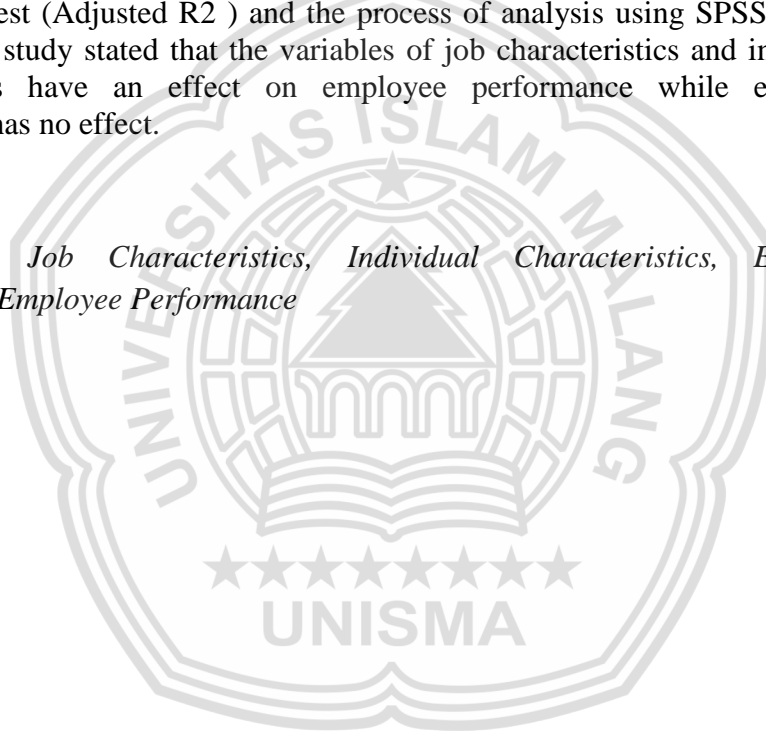 est (Adjusted R2 ) and the process of analysis using SPSS
study stated that the variables of job characteristics and in
s have an effect on employee performance while e
has no effect.
Job Characteristics, Individual Characteristics, E
Employee Performance
UNIVERSITAS ISLAM MALANG
UNISMA